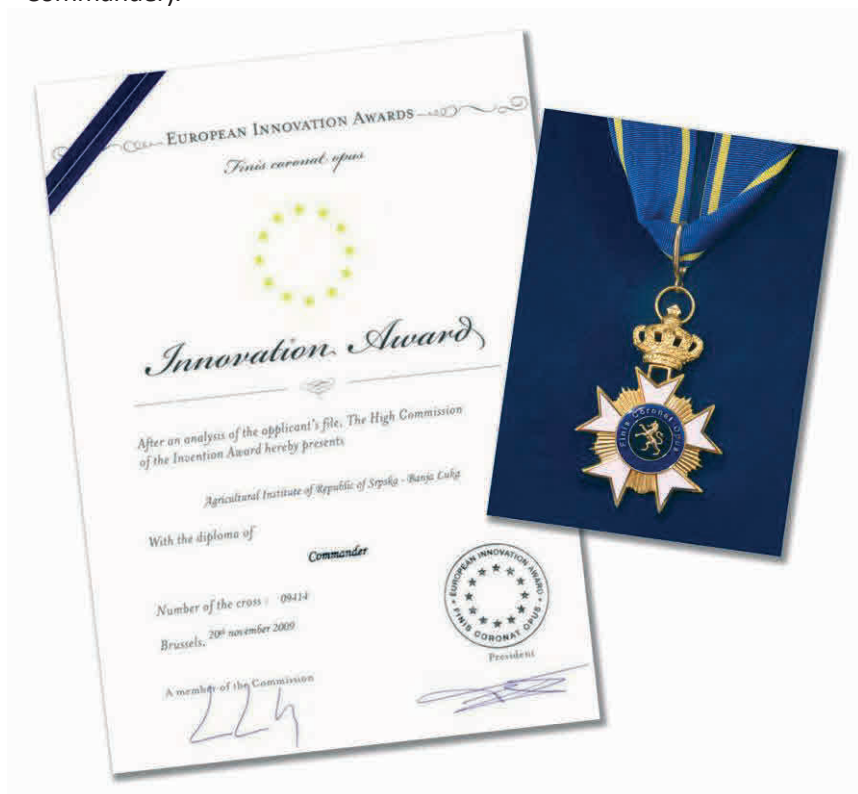 Commander).
EUROPEAN INNOVATION AWARDS
Finis coronat opus
Innovation Award
After an analysis of the applicant's file, The High Commission
of the Invention Award hereby presents
Agricultural Institute of Republic of Srpska - Banja Luka
With the diploma of
Commander
Number of the cross : 09414
Brussels, 20th november 2009
A member of the Commission
EUROPEAN INNOVATION AWARD
FINIS CORONAT OPUS
President
Finis Coronat Opus